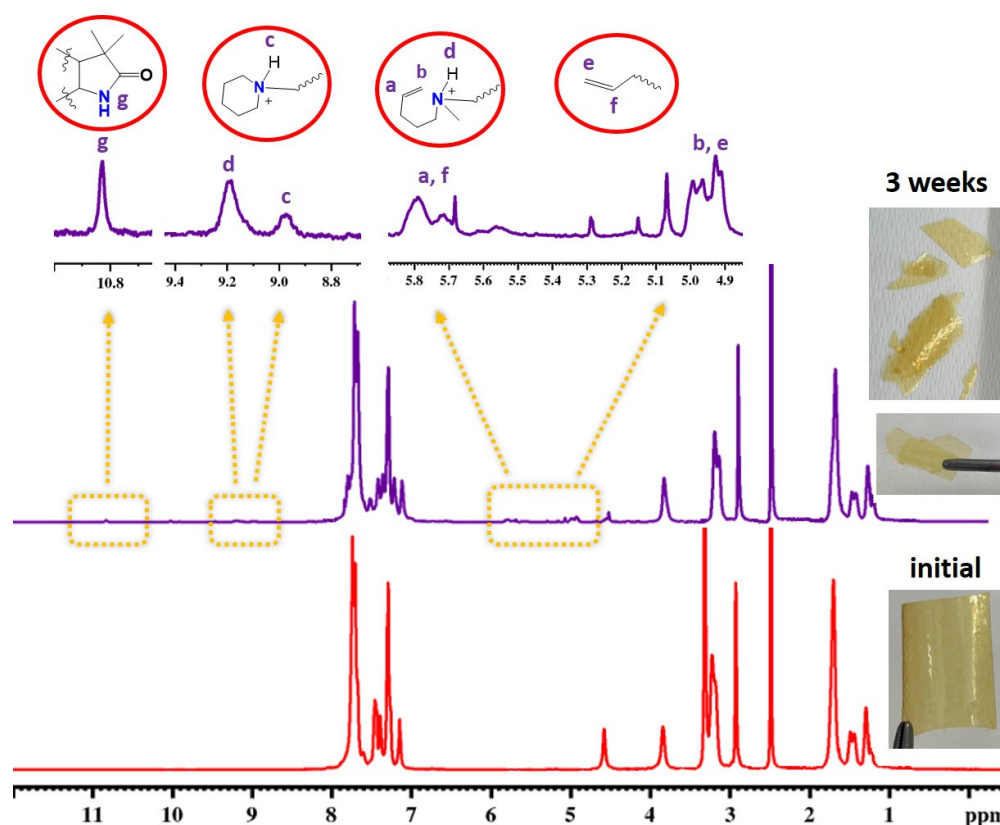 c
H
N
+
d
H
b
a
N
+
e
f
O
N
H
g
g
d
c
a, f
b, e
10.8
9.4 9.2 9.0 8.8
5.8 5.7 5.6 5.5 5.4 5.3 5.2 5.1 5.0 4.9
3 weeks
initial
11 10 9 8 7 6 5 4 3 2 1 ppm